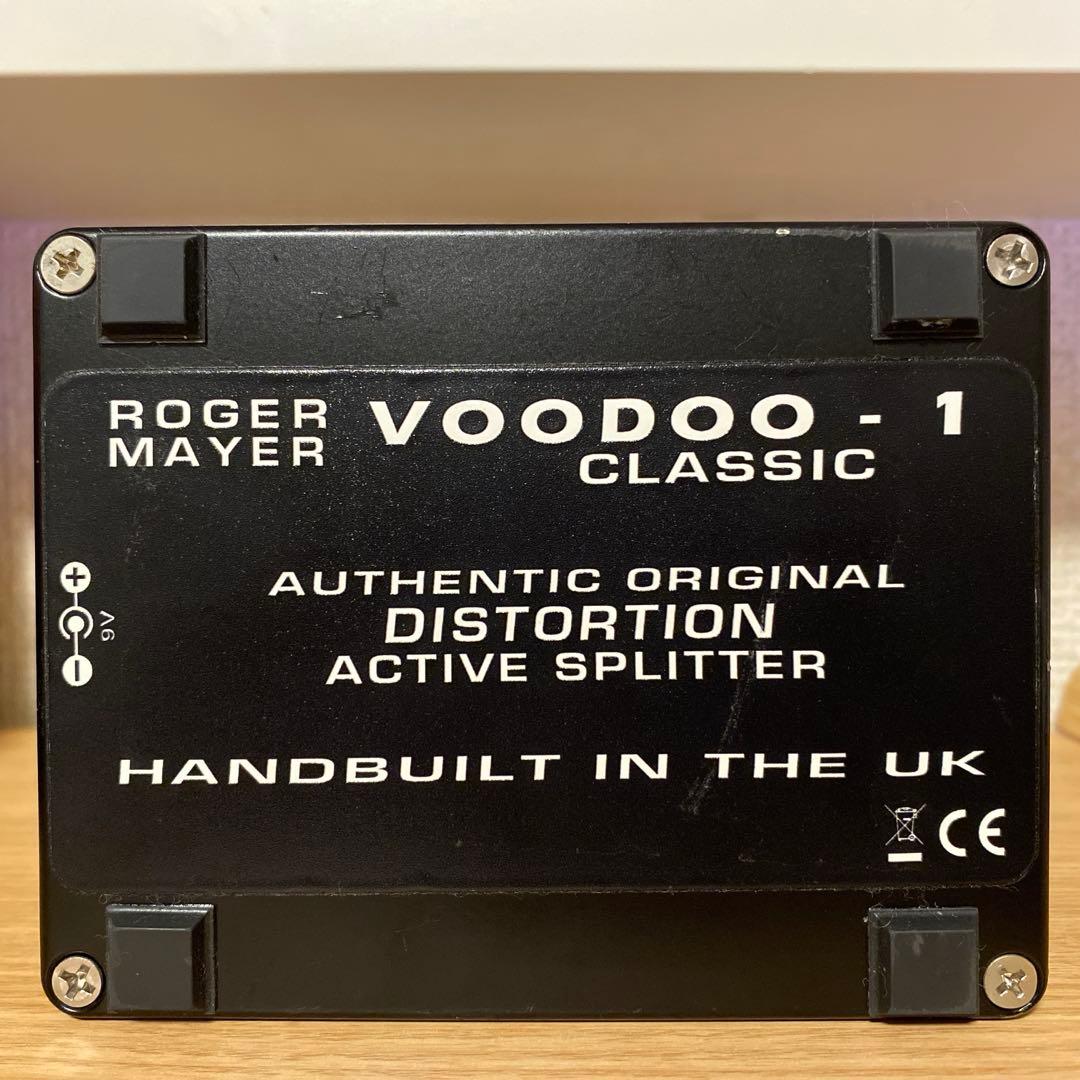 ROGER
MAYER
VOODOO - 1
CLASSIC
AUTHENTIC ORIGINAL
DISTORTION
ACTIVE SPLITTER
+
9V
-
HANDBUILT IN THE UK
CE